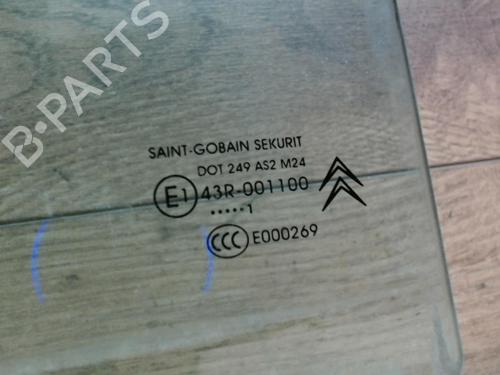 B-PARTS
SAINT-GOBAIN SEKURIT
DOT 249 AS2 M24
E1 43R-001100
•••••1
CCC E000269